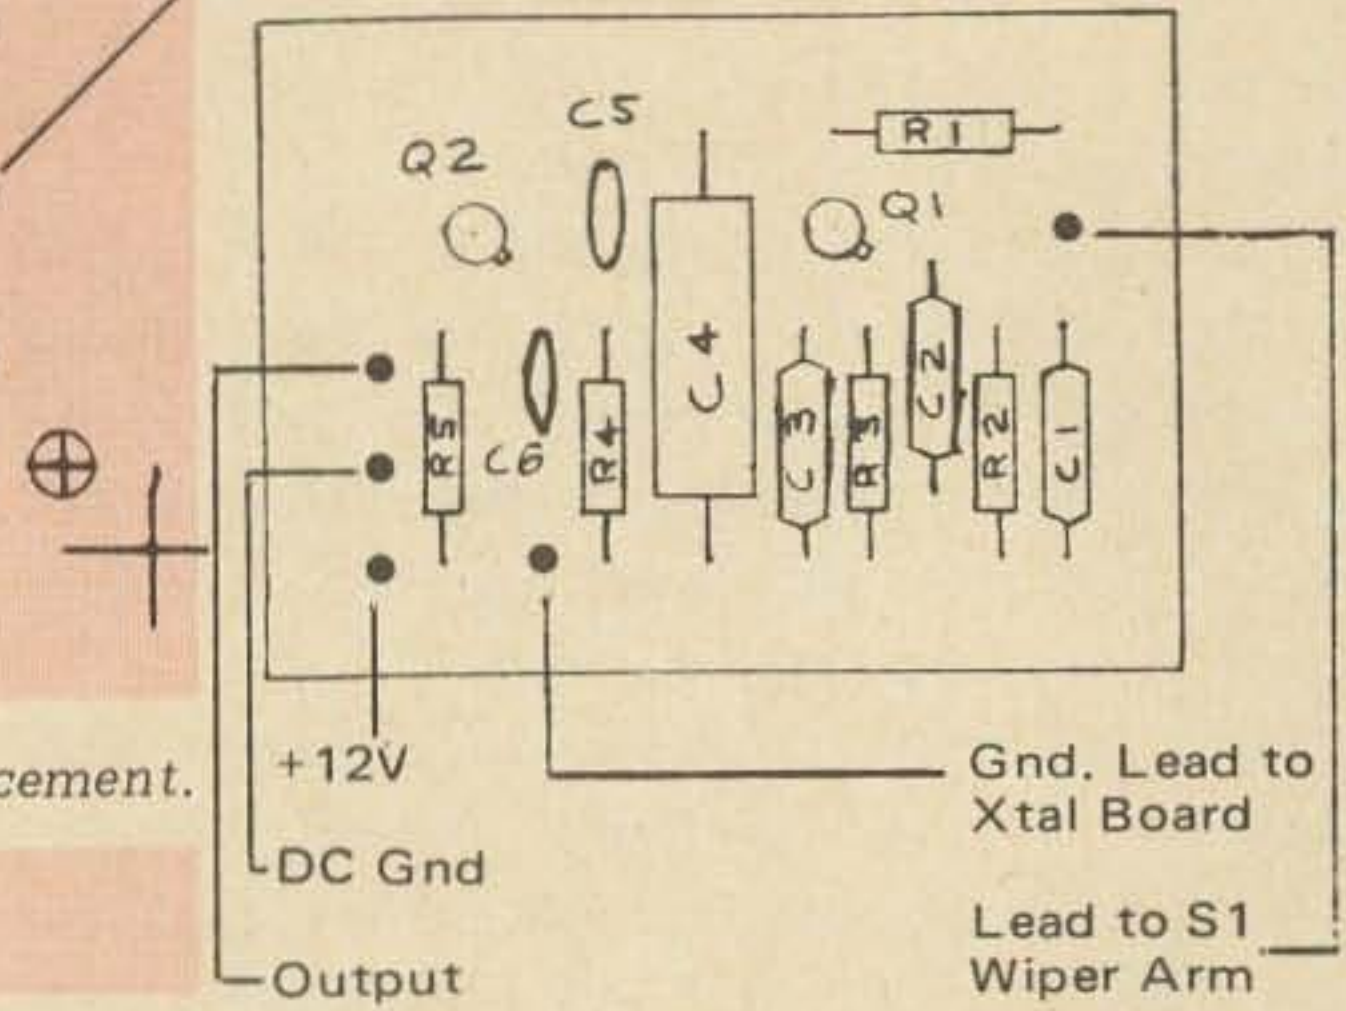 C5
R1
Q2
Q1
C4
C2
R5
C6
R4
C3
R3
R2
C1
+12V
cement.
Gnd. Lead to
Xtal Board
DC Gnd
Lead to S1
Wiper Arm
Output